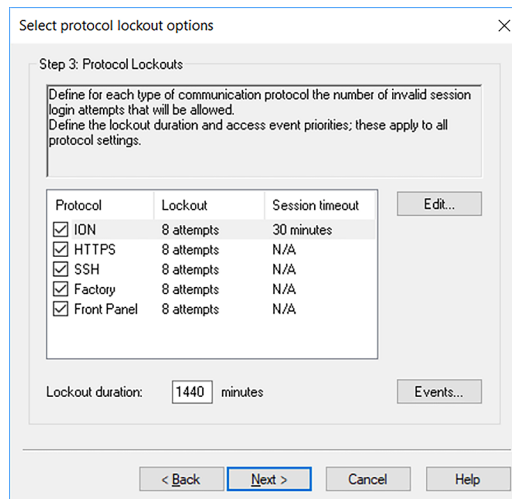 Select protocol lockout options
Step 3: Protocol Lockouts
Define for each type of communication protocol the number of invalid session
login attempts that will be allowed.
Define the lockout duration and access event priorities; these apply to all
protocol settings.
Protocol Lockout Session timeout
ION 8 attempts 30 minutes
HTTPS 8 attempts N/A
SSH 8 attempts N/A
Factory 8 attempts N/A
Front Panel 8 attempts N/A
Edit...
Lockout duration: 1440 minutes
Events...
< Back Next > Cancel Help